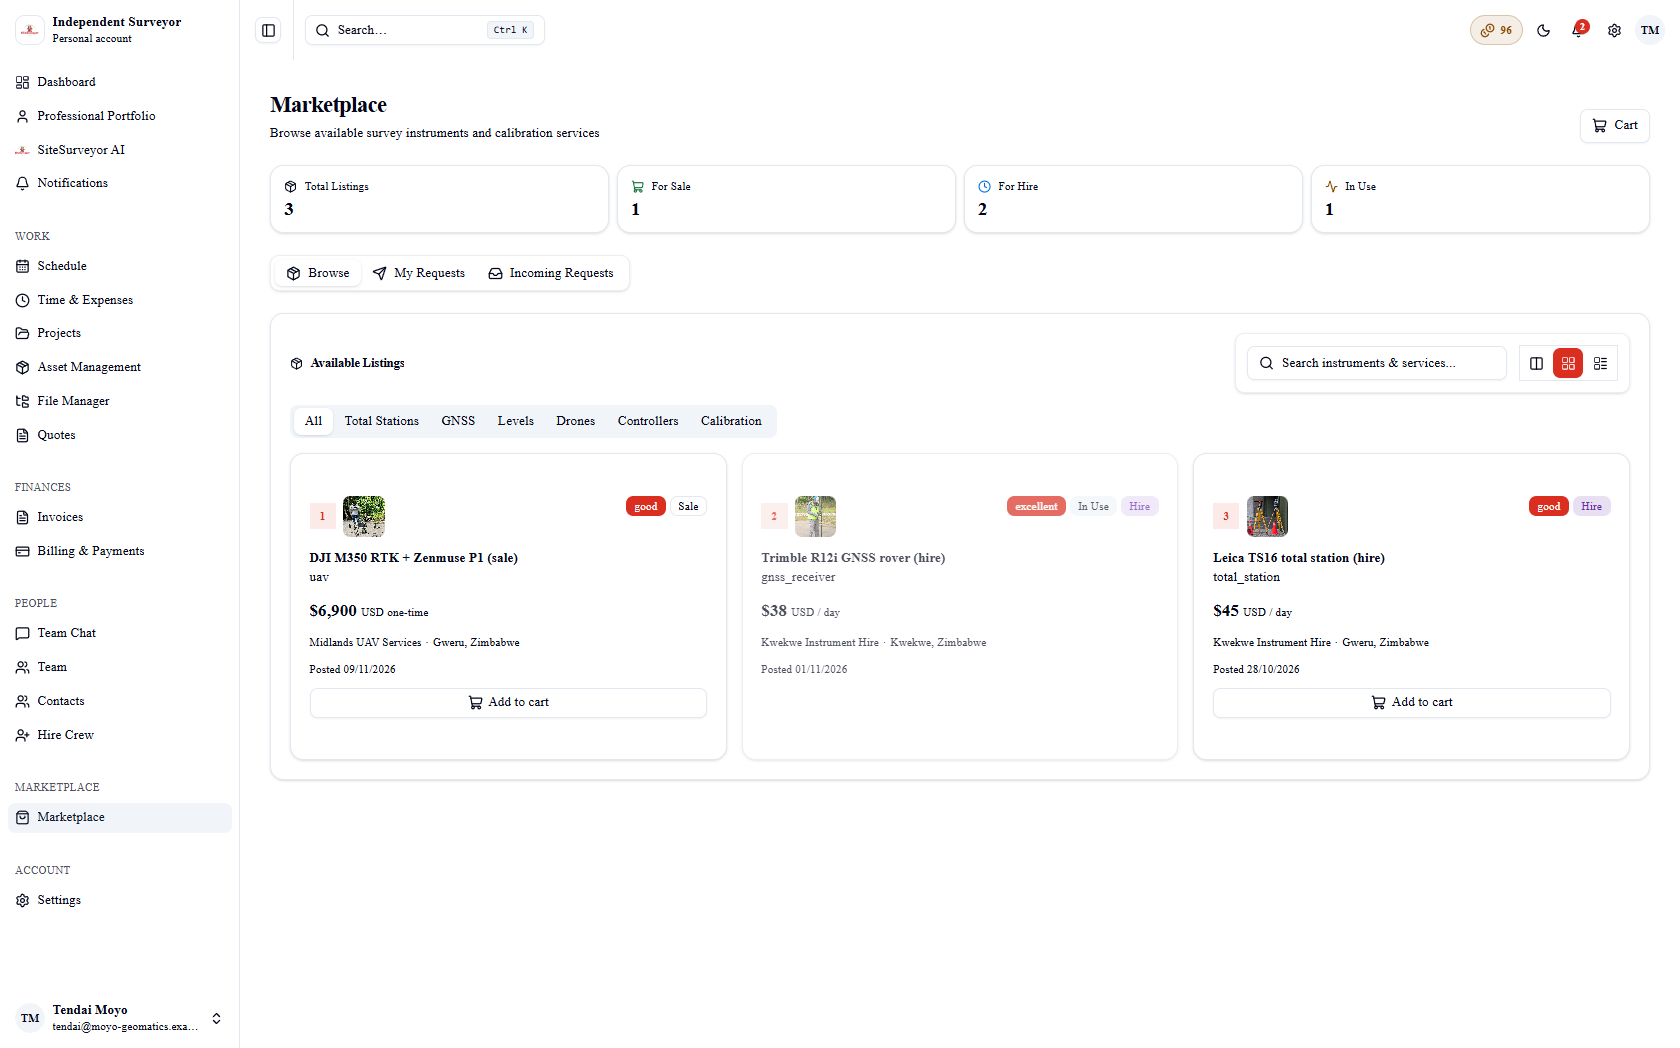 Independent Surveyor
Personal account
Search...
Ctrl K
96
2
TM
Dashboard
Professional Portfolio
SiteSurveyor AI
Notifications
WORK
Schedule
Time & Expenses
Projects
Asset Management
File Manager
Quotes
FINANCES
Invoices
Billing & Payments
PEOPLE
Team Chat
Team
Contacts
Hire Crew
MARKETPLACE
Marketplace
ACCOUNT
Settings
TM
Tendai Moyo
tendai@moyo-geomatics.exa...
Marketplace
Browse available survey instruments and calibration services
Cart
Total Listings
3
For Sale
1
For Hire
2
In Use
1
Browse
My Requests
Incoming Requests
Available Listings
Search instruments & services...
All
Total Stations
GNSS
Levels
Drones
Controllers
Calibration
1
good
Sale
DJI M350 RTK + Zenmuse P1 (sale)
uav
$6,900 USD one-time
Midlands UAV Services · Gweru, Zimbabwe
Posted 09/11/2026
Add to cart
2
excellent
In Use
Hire
Trimble R12i GNSS rover (hire)
gnss_receiver
$38 USD / day
Kwekwe Instrument Hire · Kwekwe, Zimbabwe
Posted 01/11/2026
3
good
Hire
Leica TS16 total station (hire)
total_station
$45 USD / day
Kwekwe Instrument Hire · Gweru, Zimbabwe
Posted 28/10/2026
Add to cart